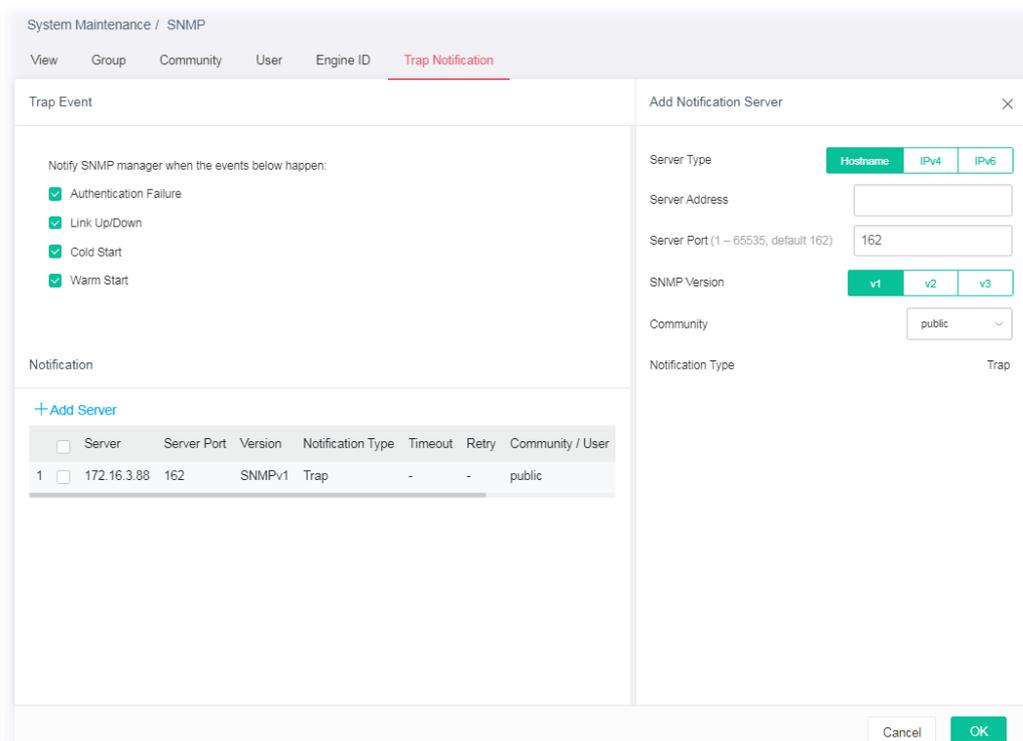 System Maintenance / SNMP
View Group Community User Engine ID Trap Notification
Trap Event
Notify SNMP manager when the events below happen:
Authentication Failure
Link Up/Down
Cold Start
Warm Start
Notification
+Add Server
Server Server Port Version Notification Type Timeout Retry Community / User
1 172.16.3.88 162 SNMPv1 Trap - - public
Add Notification Server
Server Type Hostname IPv4 IPv6
Server Address
Server Port (1 – 65535, default 162) 162
SNMP Version v1 v2 v3
Community public
Notification Type Trap
Cancel OK